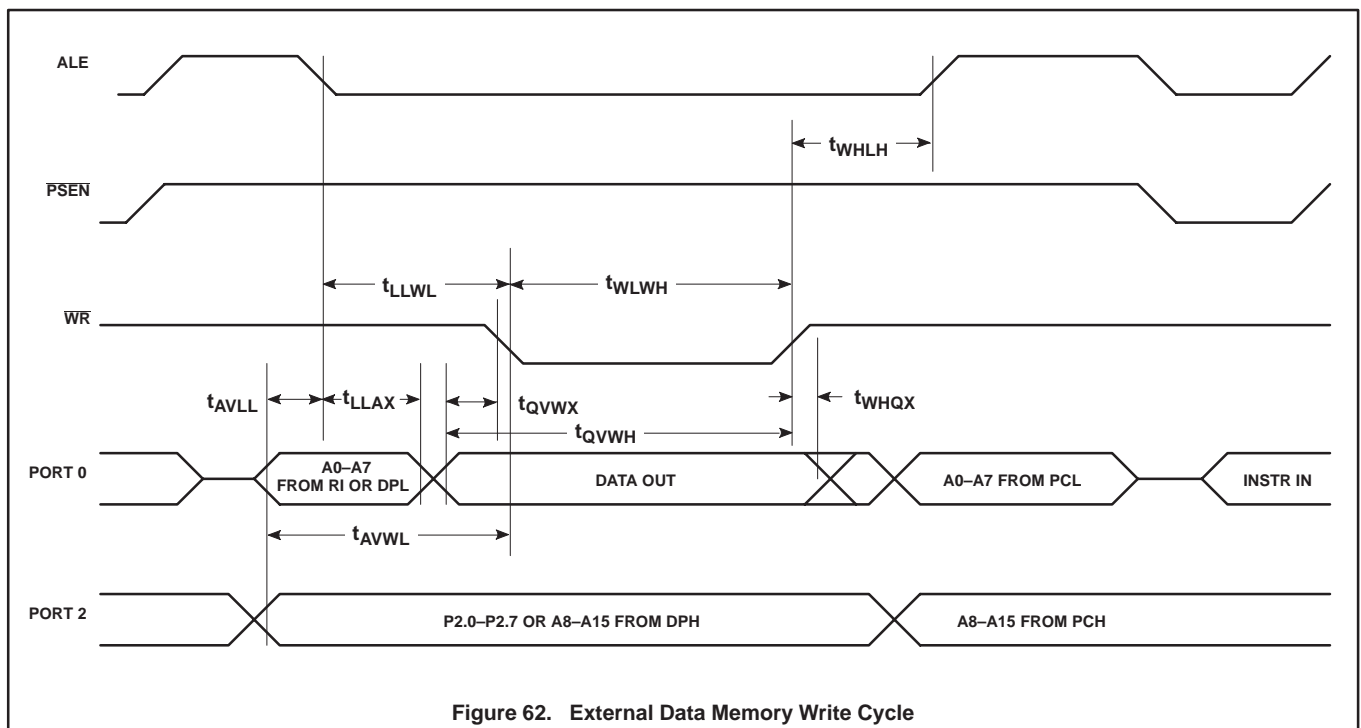 ALE
tWHLH
PSEN
tLLWL
tWLWH
WR
tAVLL
tLLAX
tQVWX
tWHQX
tQVWH
PORT 0
A0–A7
FROM RI OR DPL
DATA OUT
A0–A7 FROM PCL
INSTR IN
tAVWL
PORT 2
P2.0–P2.7 OR A8–A15 FROM DPH
A8–A15 FROM PCH
Figure 62. External Data Memory Write Cycle